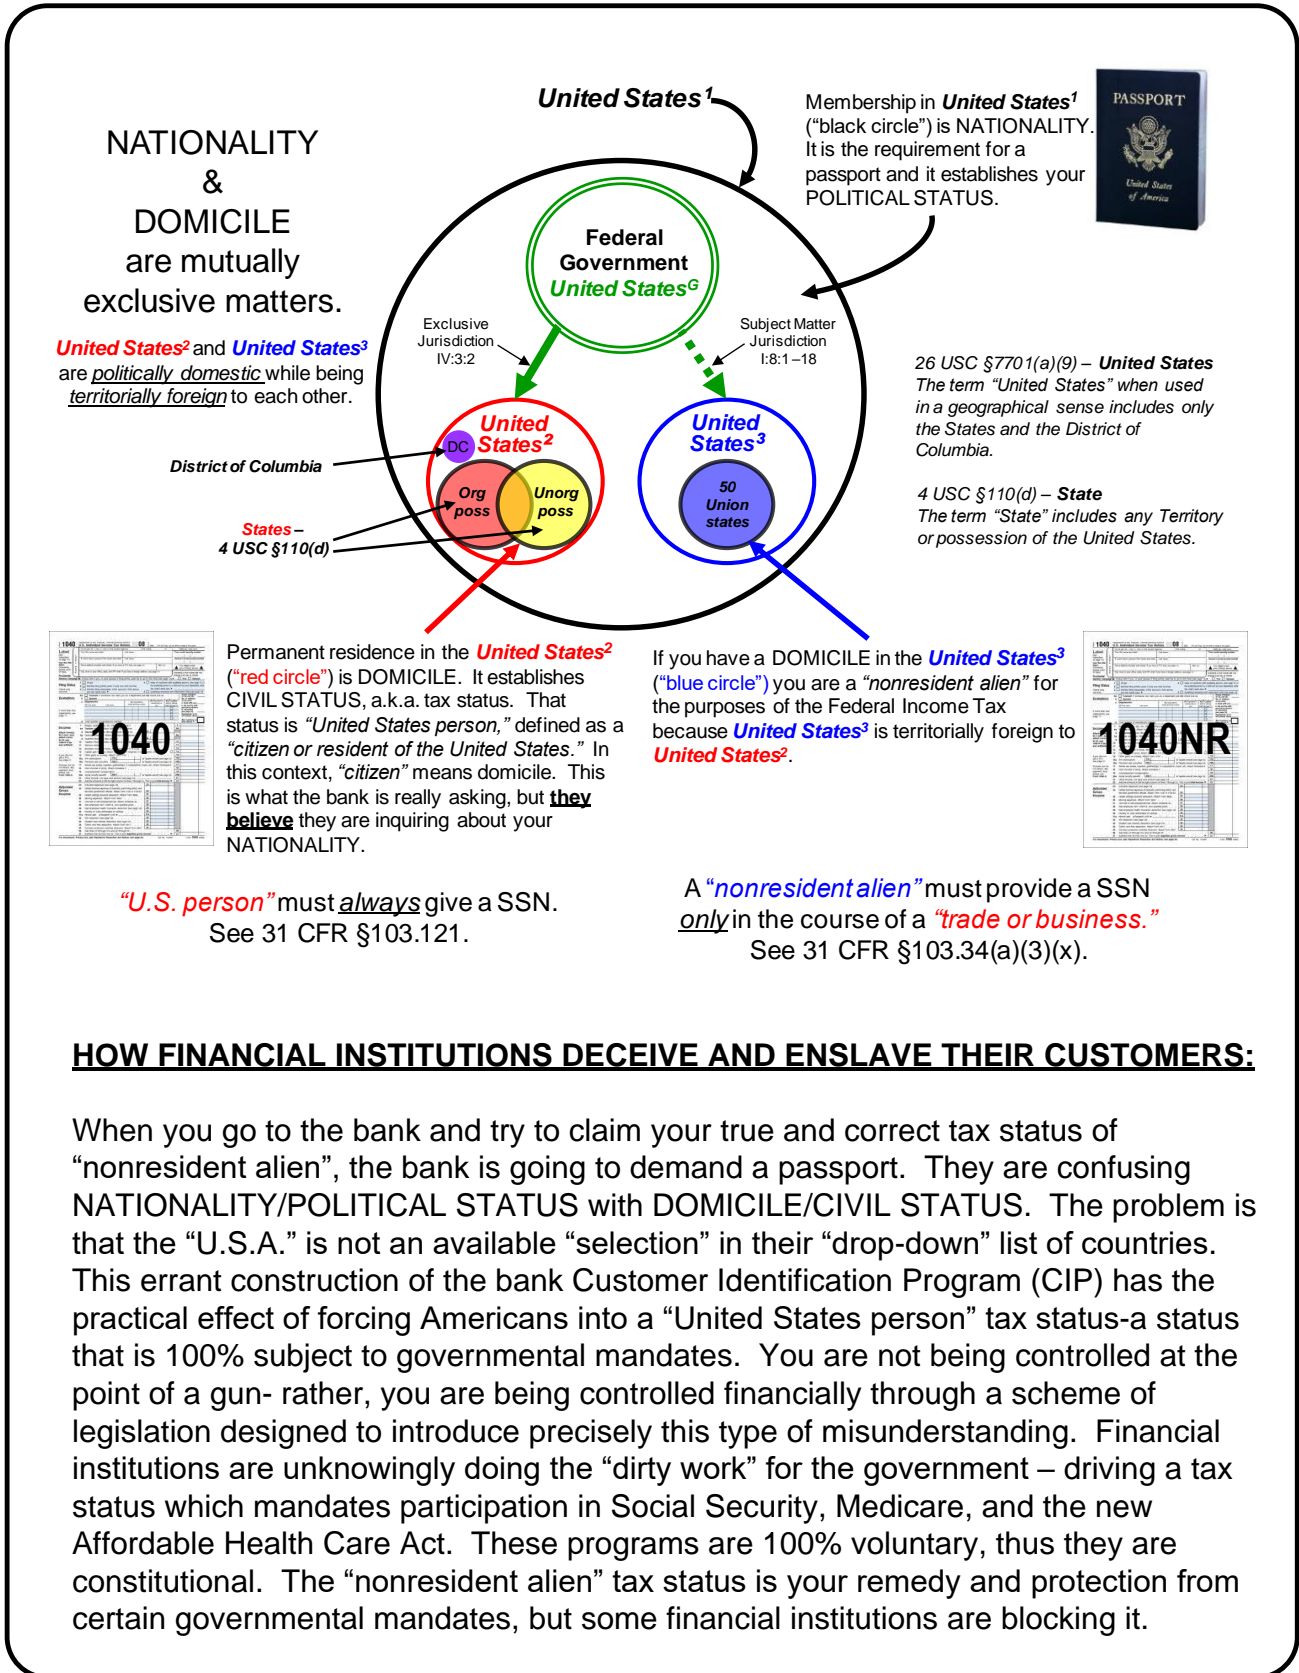 United States1
Membership in United States1
(“black circle”) is NATIONALITY.
It is the requirement for a
passport and it establishes your
POLITICAL STATUS.
PASSPORT
United States
of America
NATIONALITY
&
DOMICILE
are mutually
exclusive matters.
United States2 and United States3
are politically domestic while being
territorially foreign to each other.
Federal
Government
United StatesG
Exclusive
Jurisdiction
IV:3:2
Subject Matter
Jurisdiction
I:8:1 –18
26 USC §7701(a)(9) – United States
The term “United States” when used
in a geographical sense includes only
the States and the District of
Columbia.
4 USC §110(d) – State
The term “State” includes any Territory
or possession of the United States.
United
States2
DC
Org
poss
Unorg
poss
United
States3
50
Union
states
District of Columbia
States –
4 USC §110(d)
1040
1040
Permanent residence in the United States2
(“red circle”) is DOMICILE.  It establishes
CIVIL STATUS, a.k.a. tax status.  That
status is “United States person,” defined as a
“citizen or resident of the United States.”  In
this context, “citizen” means domicile.  This
is what the bank is really asking, but they
believe they are inquiring about your
NATIONALITY.
If you have a DOMICILE in the United States3
(“blue circle”) you are a “nonresident alien” for
the purposes of the Federal Income Tax
because United States3 is territorially foreign to
United States2.
1040
1040NR
“U.S. person” must always give a SSN.
See 31 CFR §103.121.
A “nonresident alien” must provide a SSN
only in the course of a “trade or business.”
See 31 CFR §103.34(a)(3)(x).
HOW FINANCIAL INSTITUTIONS DECEIVE AND ENSLAVE THEIR CUSTOMERS:
When you go to the bank and try to claim your true and correct tax status of
“nonresident alien”, the bank is going to demand a passport.  They are confusing
NATIONALITY/POLITICAL STATUS with DOMICILE/CIVIL STATUS.  The problem is
that the “U.S.A.” is not an available “selection” in their “drop-down” list of countries.
This errant construction of the bank Customer Identification Program (CIP) has the
practical effect of forcing Americans into a “United States person” tax status-a status
that is 100% subject to governmental mandates.  You are not being controlled at the
point of a gun- rather, you are being controlled financially through a scheme of
legislation designed to introduce precisely this type of misunderstanding.  Financial
institutions are unknowingly doing the “dirty work” for the government – driving a tax
status which mandates participation in Social Security, Medicare, and the new
Affordable Health Care Act.  These programs are 100% voluntary, thus they are
constitutional.  The “nonresident alien” tax status is your remedy and protection from
certain governmental mandates, but some financial institutions are blocking it.